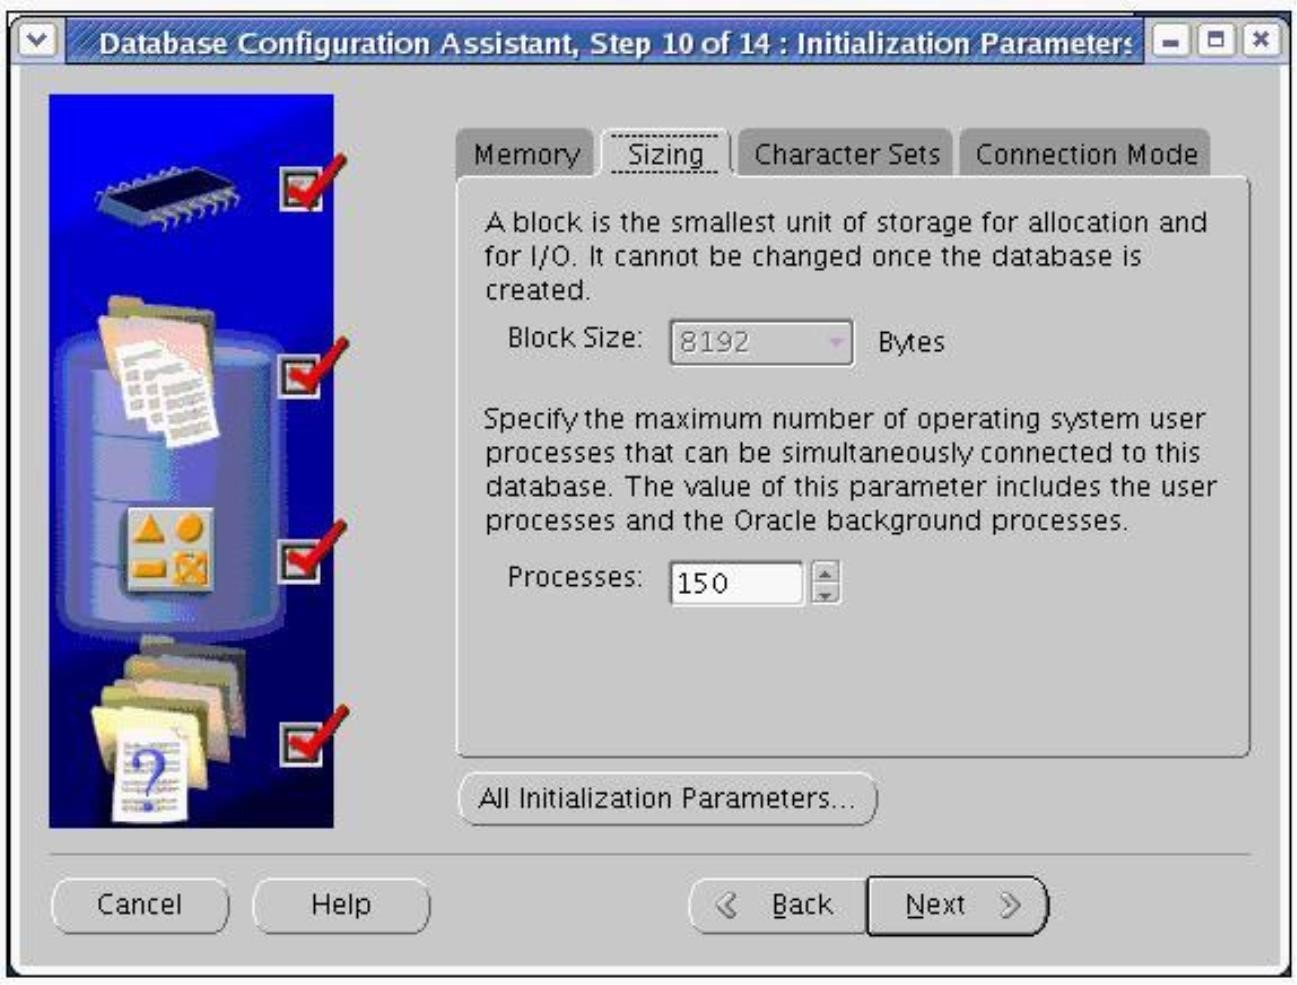 Database Configuration Assistant, Step 10 of 14 : Initialization Parameters
Memory
Sizing
Character Sets
Connection Mode
A block is the smallest unit of storage for allocation and
for I/O. It cannot be changed once the database is
created.
Block Size: 8192 Bytes
Specify the maximum number of operating system user
processes that can be simultaneously connected to this
database. The value of this parameter includes the user
processes and the Oracle background processes.
Processes: 150
?
All Initialization Parameters...
Cancel
Help
Back
Next